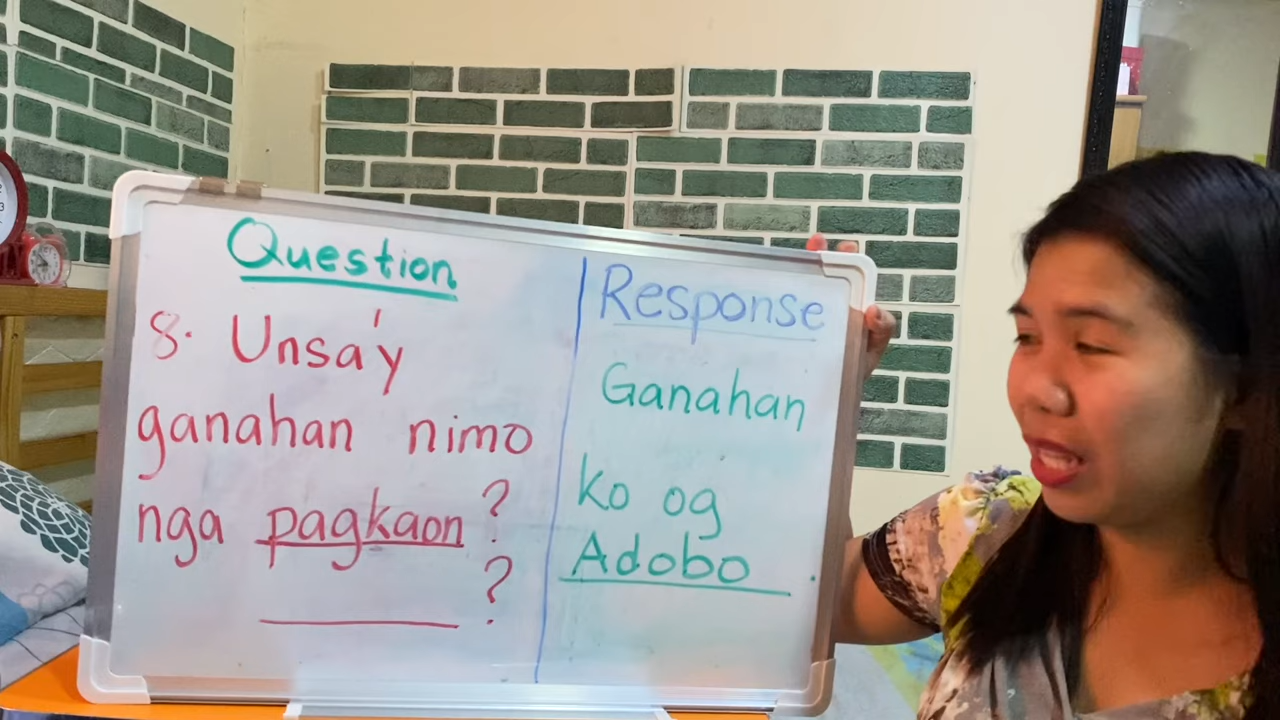 Question
8. Unsa'y
ganahan nimo
nga pagkaon ?
?
Response
Ganahan
ko og
Adobo